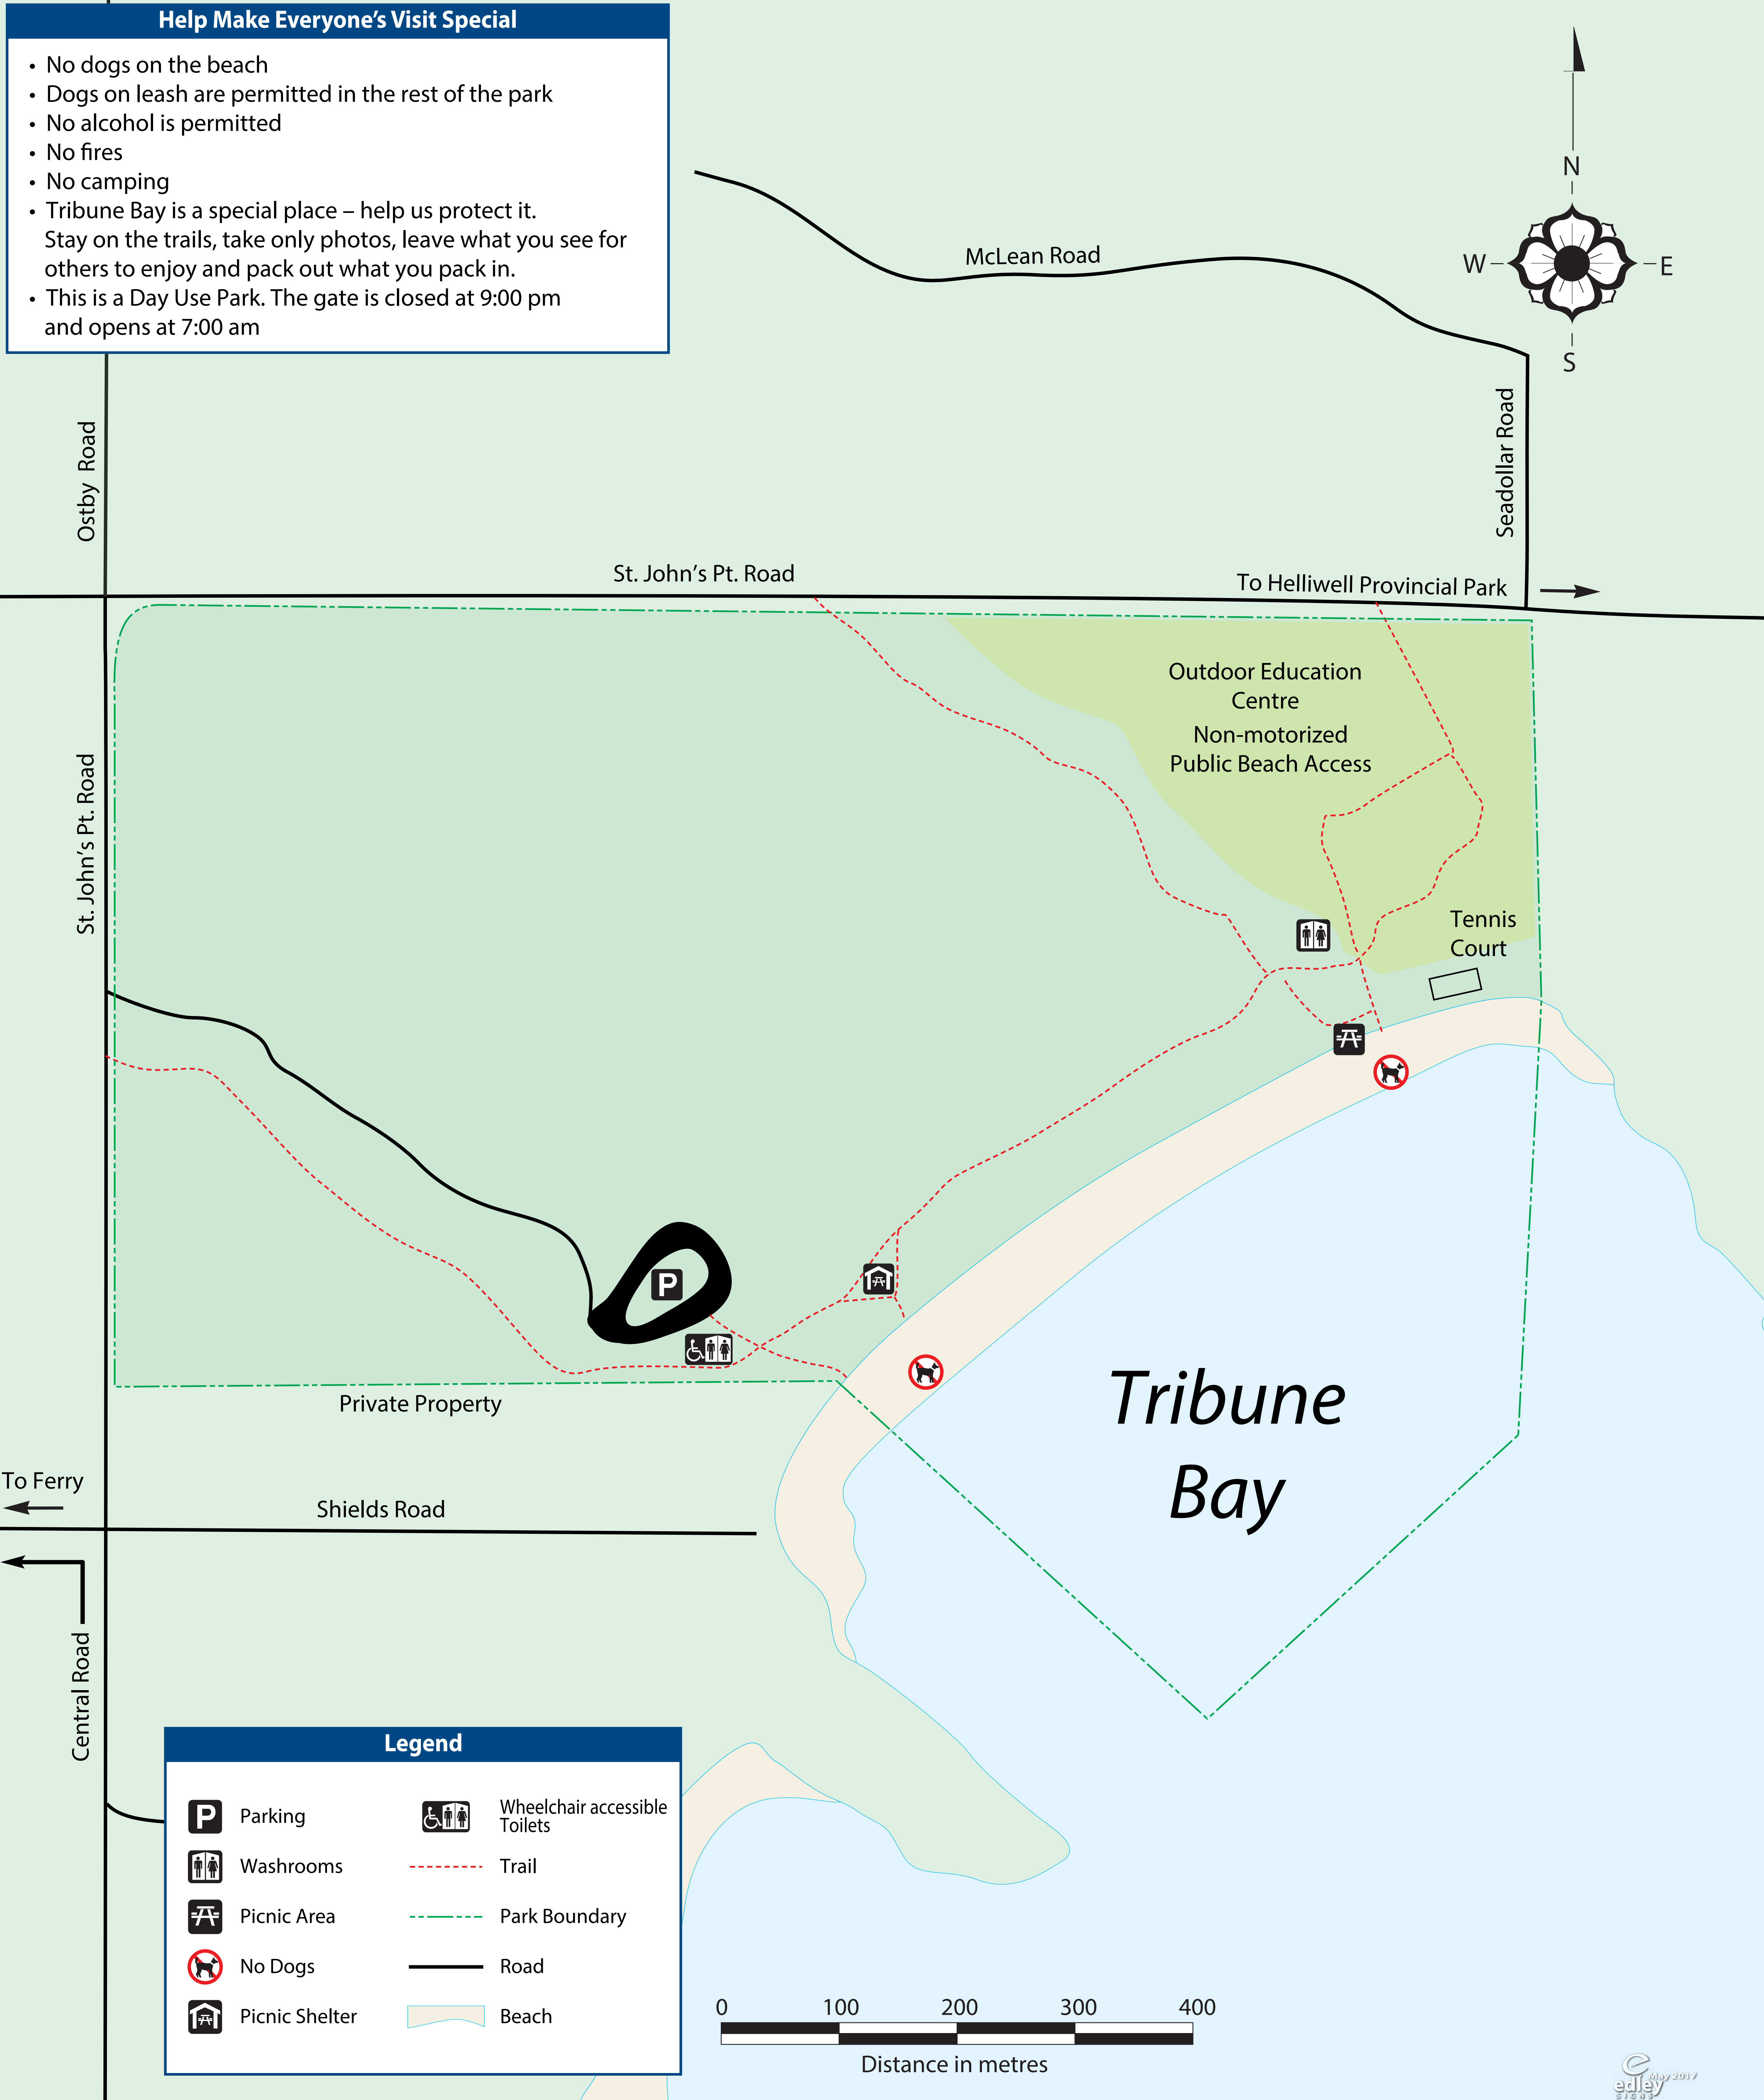 Help Make Everyone’s Visit Special
• No dogs on the beach
• Dogs on leash are permitted in the rest of the park
• No alcohol is permitted
• No fires
• No camping
• Tribune Bay is a special place – help us protect it.
Stay on the trails, take only photos, leave what you see for
others to enjoy and pack out what you pack in.
• This is a Day Use Park. The gate is closed at 9:00 pm
and opens at 7:00 am
N
W
E
S
McLean Road
Ostby Road
Seadollar Road
St. John’s Pt. Road
To Helliwell Provincial Park
Outdoor Education
Centre
Non-motorized
Public Beach Access
St. John’s Pt. Road
Tennis
Court
P
Private Property
Tribune
Bay
To Ferry
Shields Road
Central Road
Legend
P Parking
Wheelchair accessible
Toilets
Washrooms
Trail
Picnic Area
Park Boundary
No Dogs
Road
Picnic Shelter
Beach
0 100 200 300 400
Distance in metres
e
edley
SIGNS
May 2017